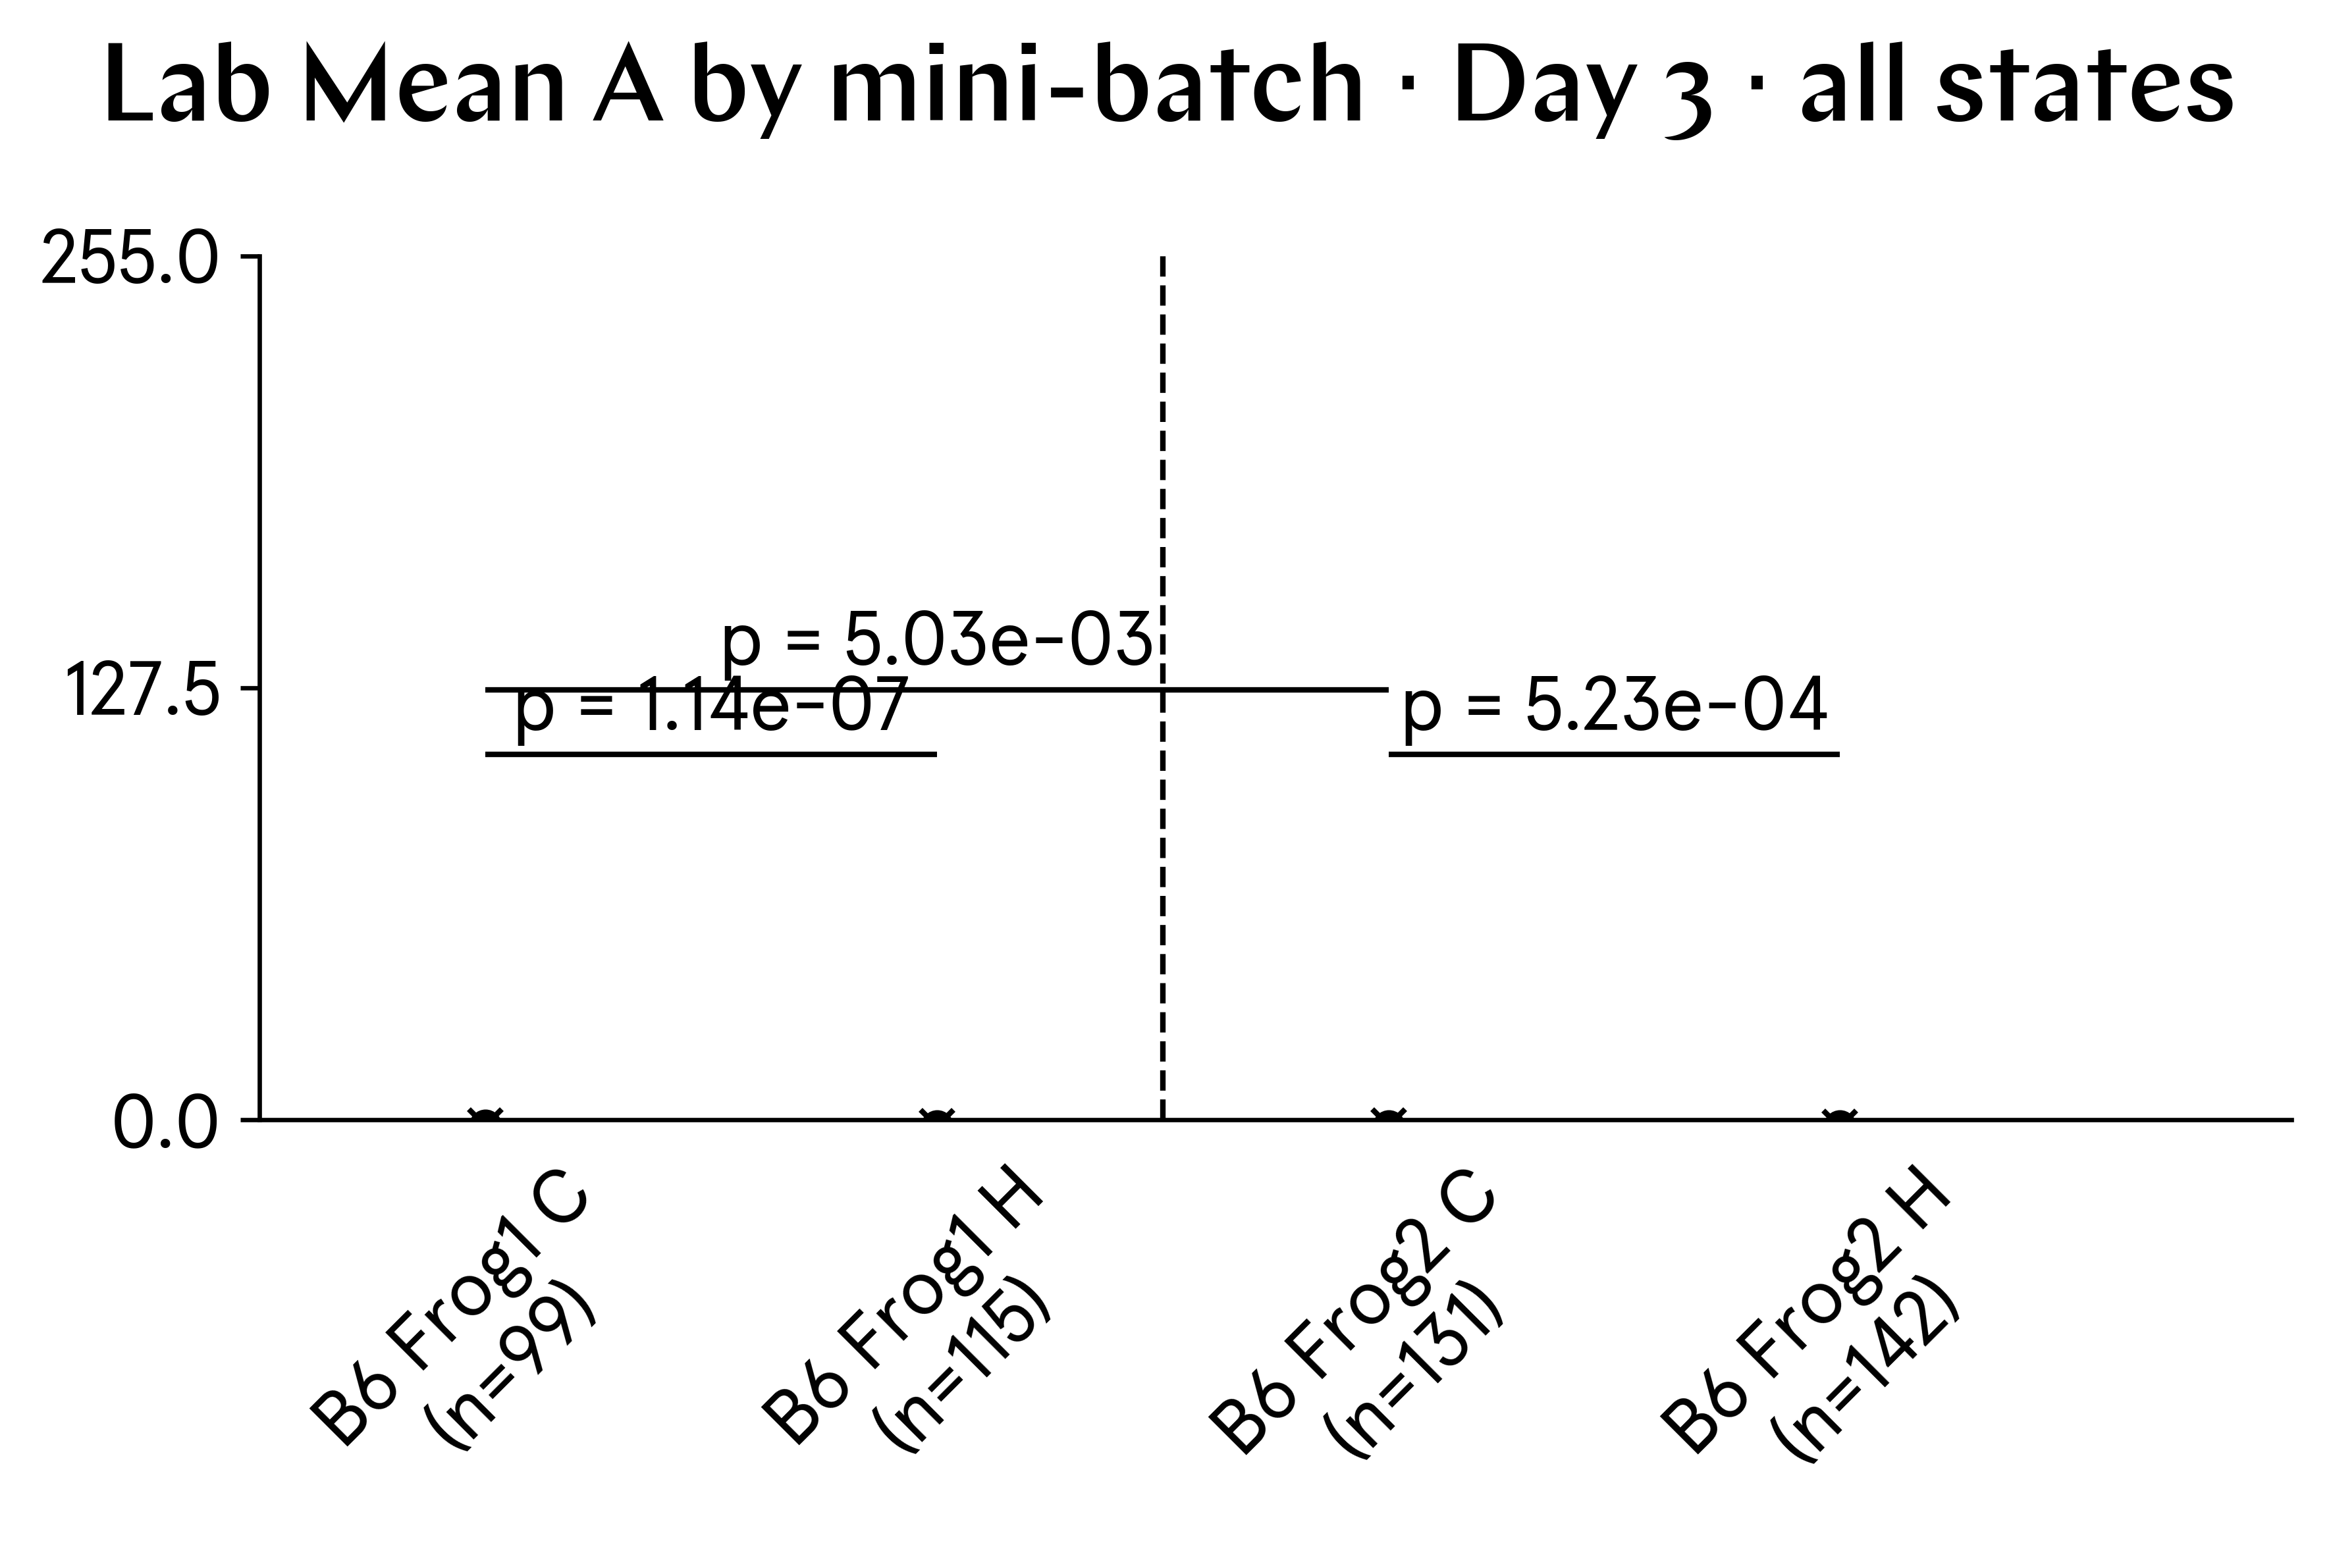 Lab Mean A by mini-batch · Day 3 · all states
255.0
127.5
0.0
p = 5.03e−03
p = 1.14e−07
p = 5.23e−04
B6 Frog1 C
(n=99)
B6 Frog1 H
(n=115)
B6 Frog2 C
(n=131)
B6 Frog2 H
(n=142)